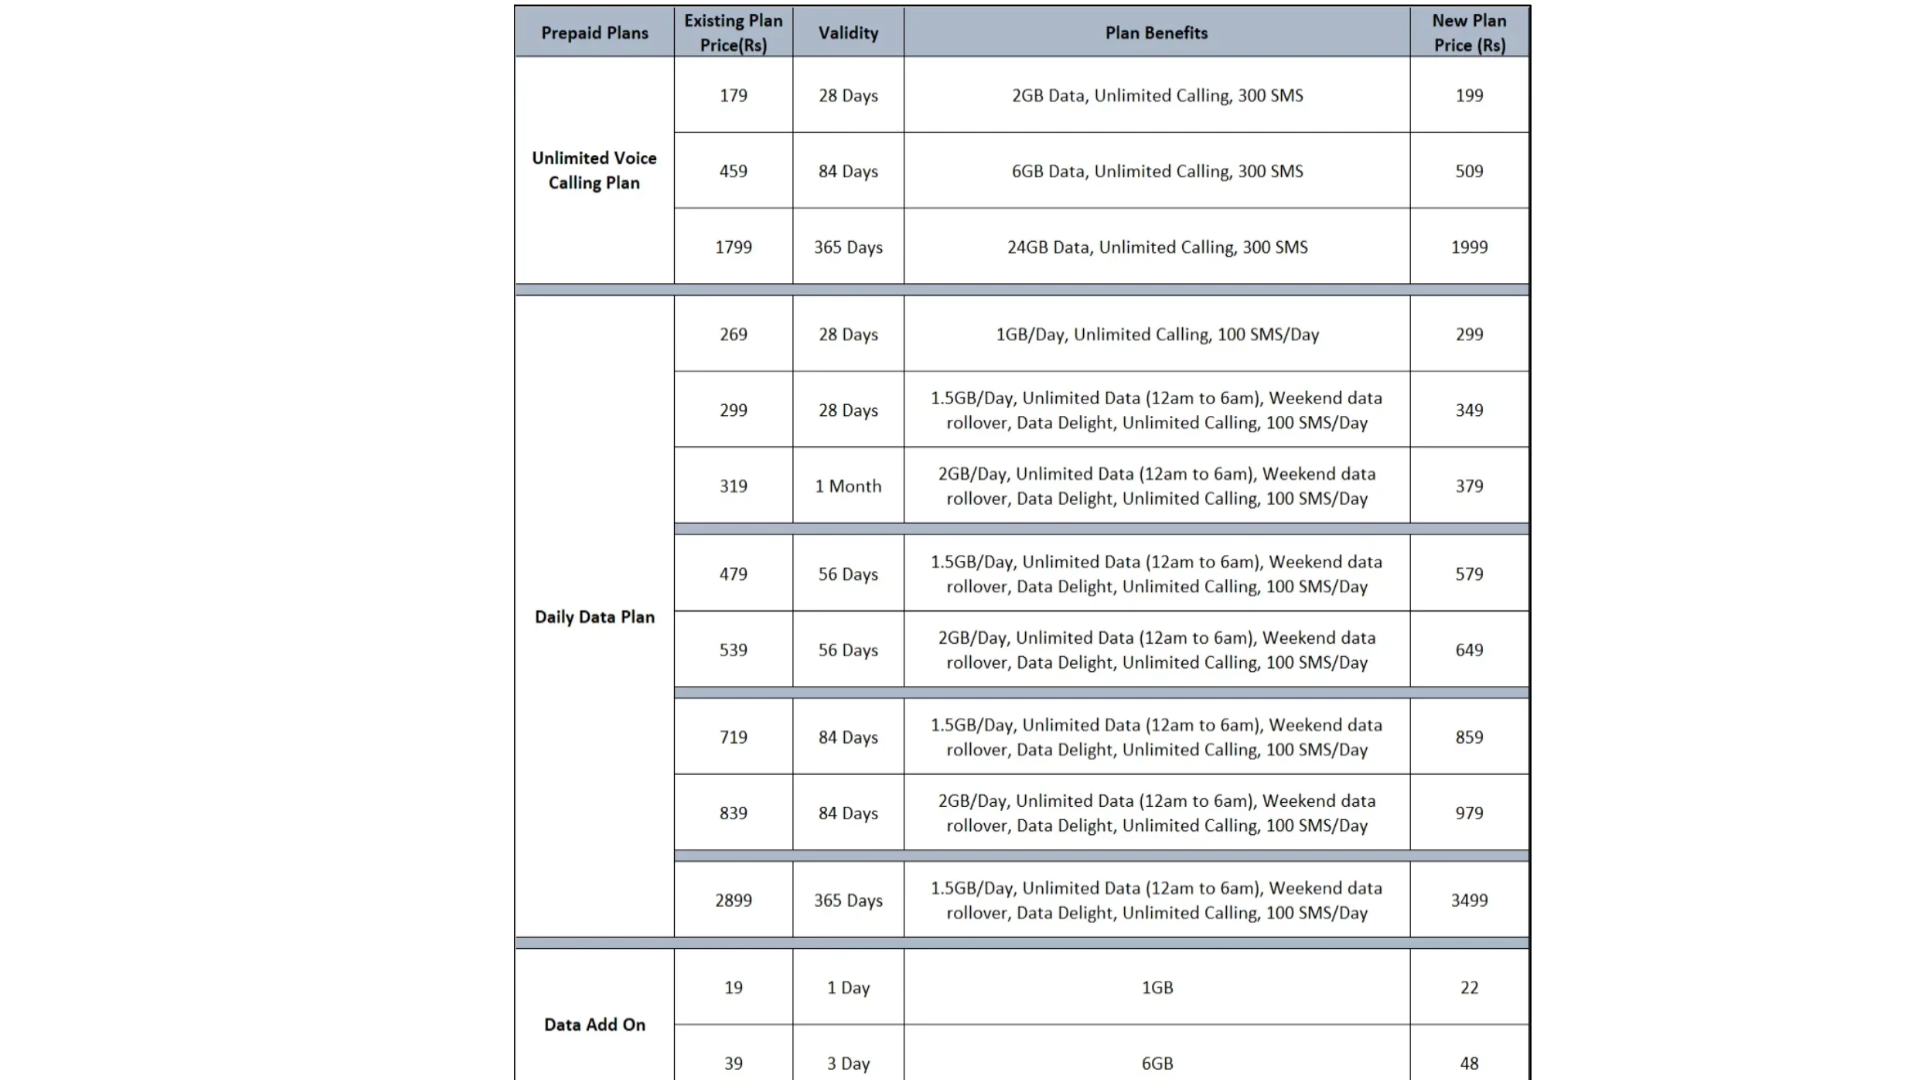 Prepaid Plans
Existing Plan
Price(Rs)
Validity
Plan Benefits
New Plan
Price (Rs)
Unlimited Voice
Calling Plan
179
28 Days
2GB Data, Unlimited Calling, 300 SMS
199
459
84 Days
6GB Data, Unlimited Calling, 300 SMS
509
1799
365 Days
24GB Data, Unlimited Calling, 300 SMS
1999
Daily Data Plan
269
28 Days
1GB/Day, Unlimited Calling, 100 SMS/Day
299
299
28 Days
1.5GB/Day, Unlimited Data (12am to 6am), Weekend data
rollover, Data Delight, Unlimited Calling, 100 SMS/Day
349
319
1 Month
2GB/Day, Unlimited Data (12am to 6am), Weekend data
rollover, Data Delight, Unlimited Calling, 100 SMS/Day
379
479
56 Days
1.5GB/Day, Unlimited Data (12am to 6am), Weekend data
rollover, Data Delight, Unlimited Calling, 100 SMS/Day
579
539
56 Days
2GB/Day, Unlimited Data (12am to 6am), Weekend data
rollover, Data Delight, Unlimited Calling, 100 SMS/Day
649
719
84 Days
1.5GB/Day, Unlimited Data (12am to 6am), Weekend data
rollover, Data Delight, Unlimited Calling, 100 SMS/Day
859
839
84 Days
2GB/Day, Unlimited Data (12am to 6am), Weekend data
rollover, Data Delight, Unlimited Calling, 100 SMS/Day
979
2899
365 Days
1.5GB/Day, Unlimited Data (12am to 6am), Weekend data
rollover, Data Delight, Unlimited Calling, 100 SMS/Day
3499
Data Add On
19
1 Day
1GB
22
39
3 Day
6GB
48